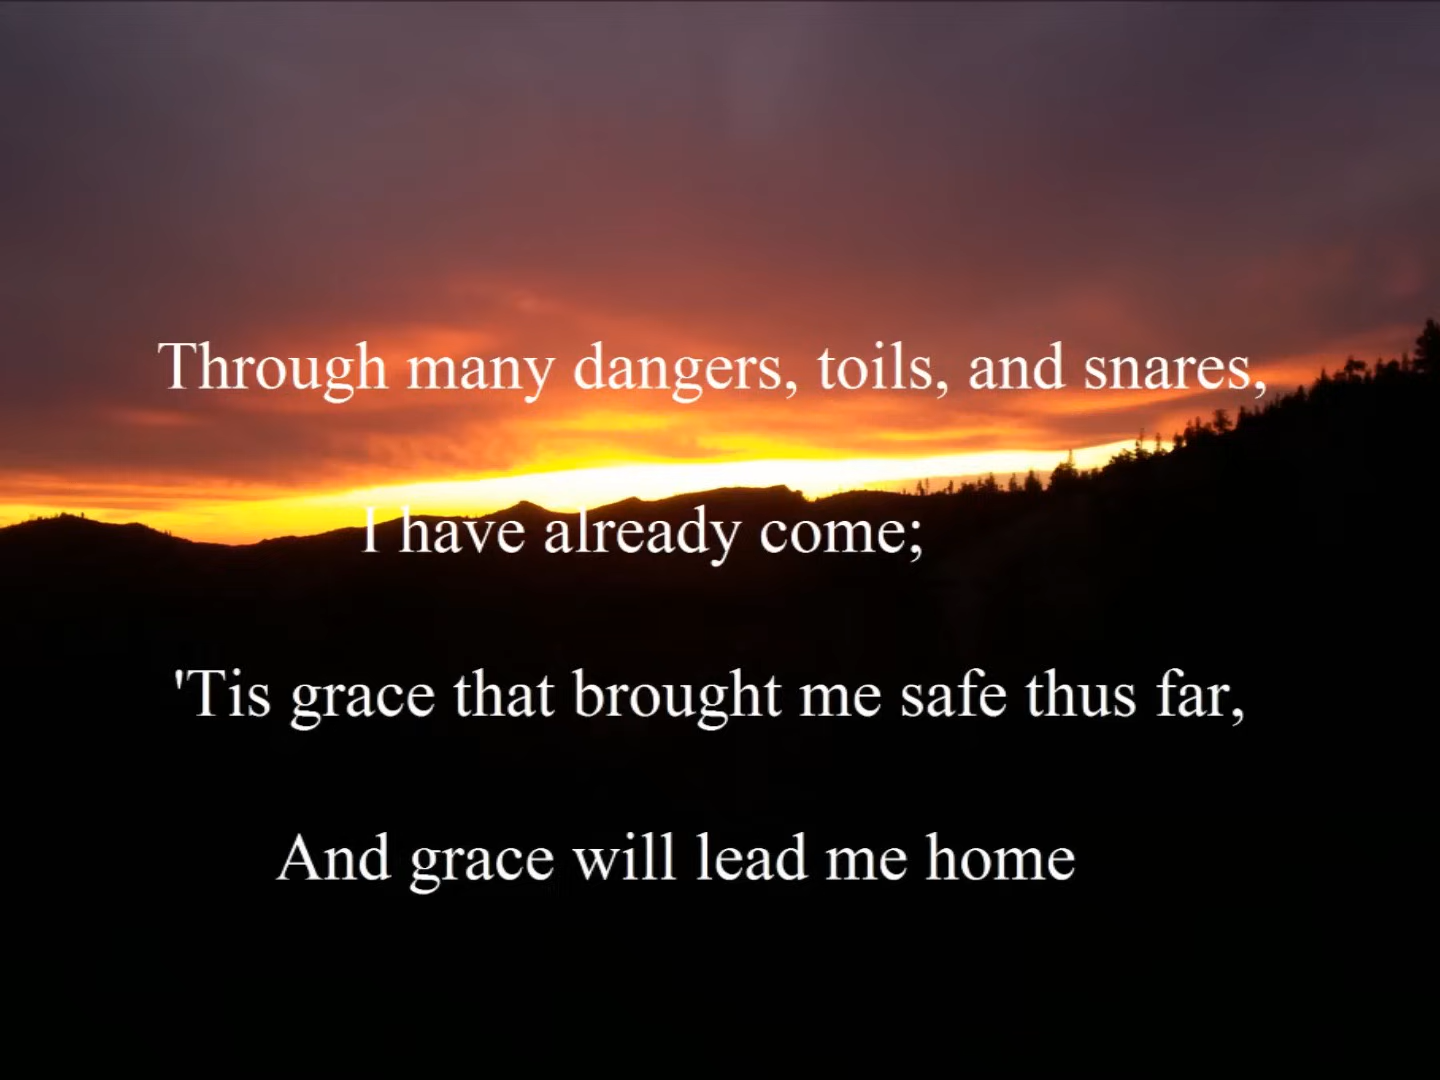 Through many dangers, toils, and snares,
I have already come;
'Tis grace that brought me safe thus far,
And grace will lead me home